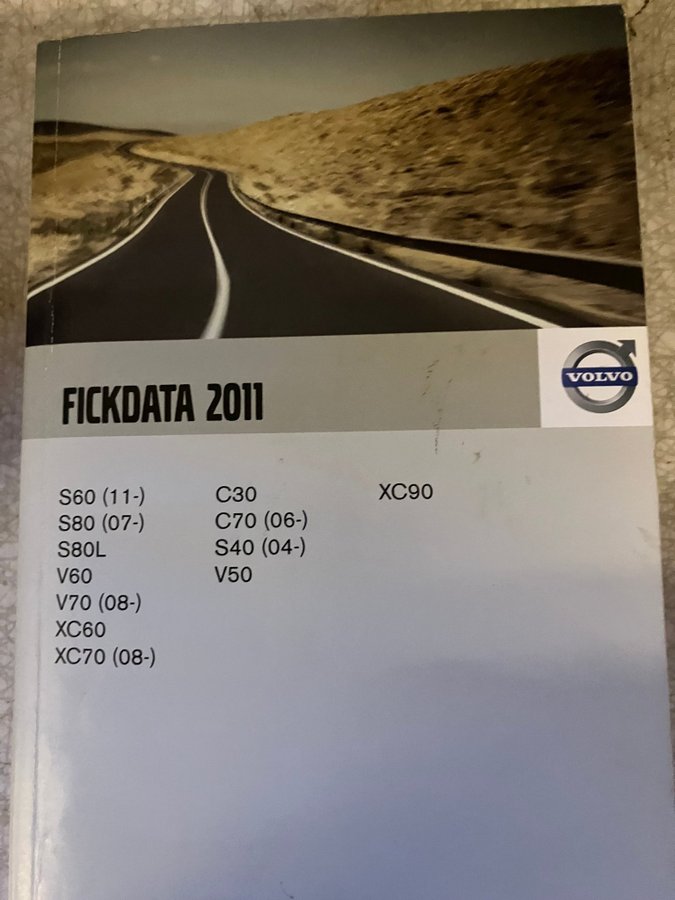 VOLVO
FICKDATA 2011
S60 (11-)
S80 (07-)
S80L
V60
V70 (08-)
XC60
XC70 (08-)
C30
C70 (06-)
S40 (04-)
V50
XC90